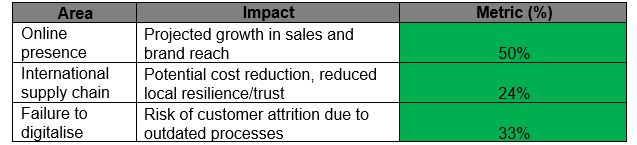 Area Impact Metric (%)
Online Projected growth in sales and
presence brand reach 50%
International Potential cost reduction, reduced
supply chain local resilience/trust 24%
Failure to Risk of customer attrition due to
digitalise outdated processes 33%